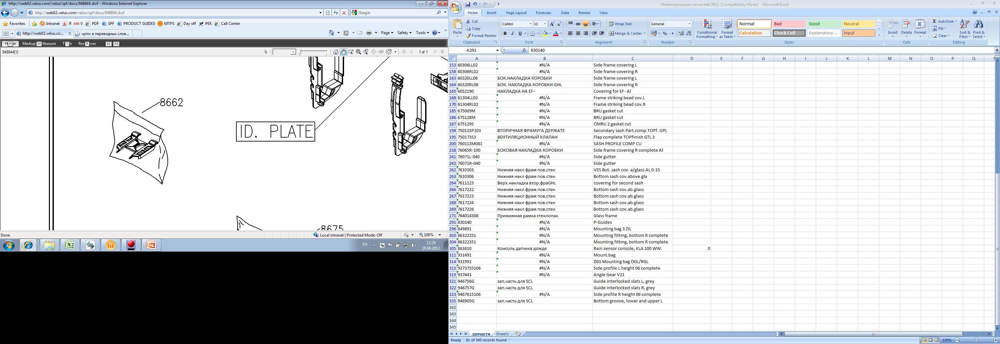 http://web02.velux.com/velux/spf/docs/948844.dwf - Windows Internet Explorer
http://web02.velux.com/velux/spf/docs/948844.dwf
Google
Favorites Intranet Я V PDF SPF PRODUCT GUIDES MTPS Day off PEK Call Center
http://web02.velux.co... «pin» в переводных слов... Page Safety Tools
Markup Measure
948844[1] 1 of 1
8662
ID. PLATE
8675
Done Local intranet | Protected Mode: Off 100%
EN 12:29
29.08.2012
Инвентаризация запчастей 2012 [Compatibility Mode] - Microsoft Excel
Home Insert Page Layout Formulas Data Review View
Paste Cut Copy Format Painter
Clipboard
Calibri 11
B I U
Font
Wrap Text
Merge & Center
Alignment
General
Number
Conditional Formatting Format as Table
Normal Bad Good Neutral
Calculation Check Cell Explanatory ... Input
Styles
Insert Delete Format
Cells
AutoSum Fill Clear Sort & Filter Find & Select
Editing
A291 fx 830140
A B C D E F G H I J K L M N O P Q
153 60306LL02 #N/A Side frame covering L
158 60306RL02 #N/A Side frame covering R
163 60320LL08 БОК.НАКЛАДКА КОРОБКИ Side frame covering L
164 60320RL08 БОК. НАКЛАДКА КОРОБКИ GHL Side frame covering R
165 6052190 НАКЛАДКА НА EF- Covering for EF- Al
168 61304LL02 #N/A Frame striking bead cov.L
170 61304RL02 #N/A Frame striking bead cov.R
185 675009M #N/A BRU gasket cut
186 675128M #N/A BRU gasket cut
187 675129S #N/A OMRU 2 gasket cut
194 750135P103 ВТОРИЧНАЯ ФРАМУГА ДЕРЖАТЕ Secondary sash Part.comp.TOPf. GPL
195 750173S3 ВЕНТИЛЯЦИОННЫЙ КЛАПАН Flap complete TOPfinish GTL 3
200 760113M081 #N/A SASH PROFILE COMP CU
238 76065R-100 БОКОВАЯ НАКЛАДКА КОРОБКИ Side frame covering R complete Al
241 76071L-040 #N/A Side gutter
242 76071R-040 #N/A Side gutter
262 7610303 Нижняя накл фрам пов.стек VES Bot. sash cov. a/glass AL 0-15
263 7610306 Нижняя накл фрам пов.стек Bottom sash cov.above gla
264 7611123 Верх.накладка втор.фраGHL covering for second sash
266 7617222 Нижняя накл фрам пов.стек Bottom sash cov.ab.glass
267 7617223 Нижняя накл фрам пов.стек Bottom sash cov.ab.glass
268 7617224 Нижняя накл фрам пов.стек Bottom sash cov.ab.glass
269 7617226 Нижняя накл фрам пов.стек Bottom sash cov.ab.glass
271 764014308 Прижимная рамка стеклопак Glass frame
291 830140 #N/A P-Guides
296 849891 #N/A Mounting bag 3 ZIL
303 86322251 #N/A Mounting fitting, bottom R complete
304 86322351 #N/A Mounting fitting, bottom R complete
305 863610 Консоль датчика дождя Rain sensor console, KLA 100 WW. 0
311 931491 #N/A Mount.bag
314 931992 #N/A D01 Mounting bag DGL/RGL
315 9373755106 #N/A Side profile L height 06 complete
319 937441 #N/A Angle Gear V21
321 946756G зап.часть для SCL Guide interlocked slats L, grey
322 946757G зап.часть для SCL Guide interlocked slats R, grey
323 9467615106 #N/A Side profile R height 06 complete
335 946905G зап.часть для SCL Bottom groove, lower and upper L
342
343
344
345
запчасти Sheet1
Ready 81 of 340 records found 100%